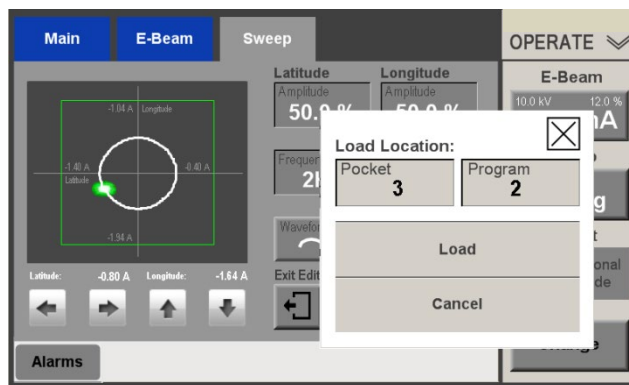 Main
E-Beam
Sweep
OPERATE
Latitude
Longitude
Amplitude
Amplitude
E-Beam
10.0 kV
12.0 %
-1.04 A
Longitude
-1.40 A
-0.40 A
Latitude
-1.94 A
Load Location:
Pocket
3
Program
2
Load
Cancel
Latitude:
-0.80 A
Longitude:
-1.64 A
Exit Edit
Alarms